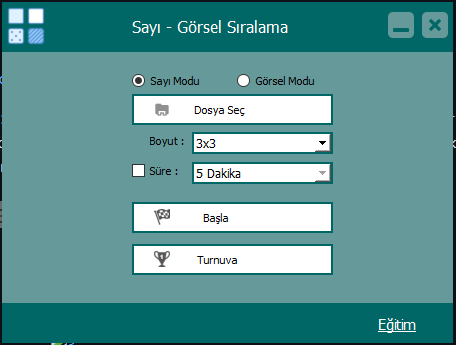 Sayı - Görsel Sıralama
Sayı Modu Görsel Modu
Dosya Seç
Boyut : 3x3
Süre : 5 Dakika
Başla
Turnuva
Eğitim